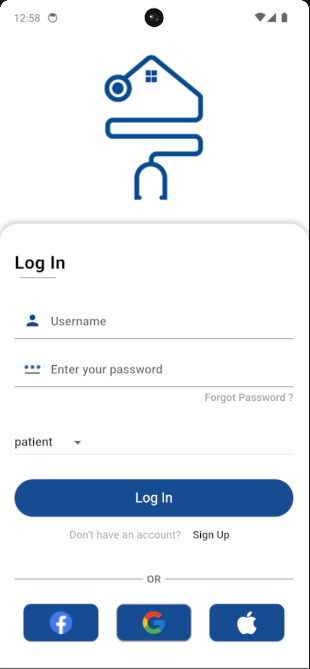 12:58
Log In
Username
*** Enter your password
Forgot Password ?
patient
Log In
Don't have an account? Sign Up
OR